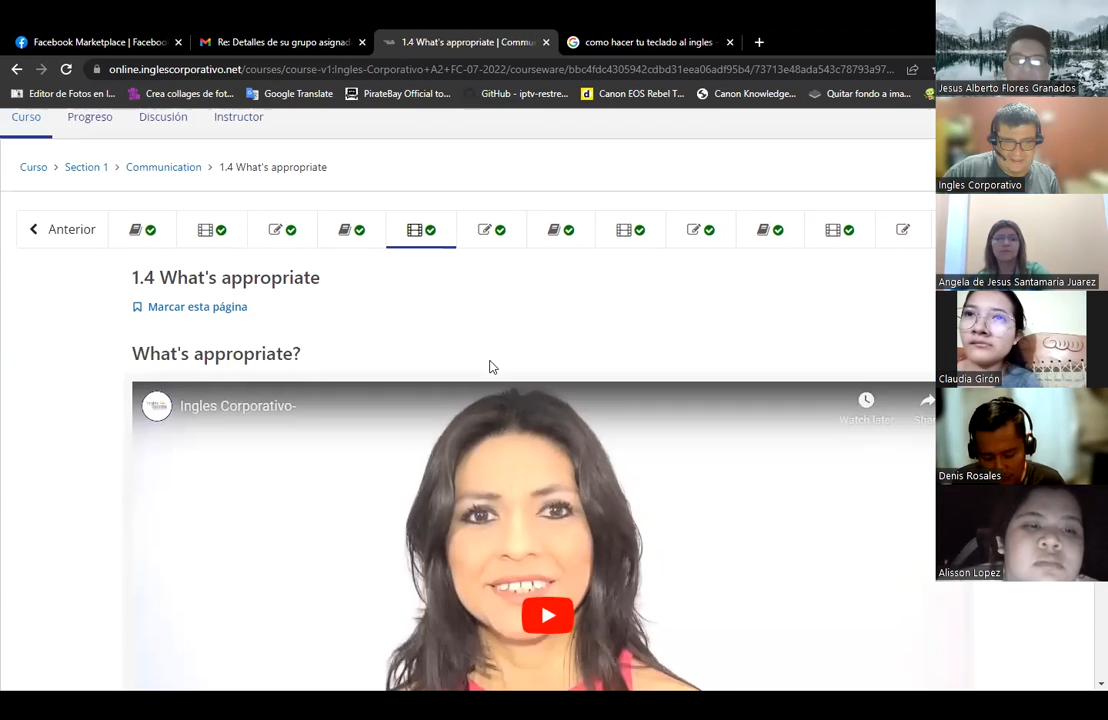 Facebook Marketplace | Faceboo
Re: Detalles de su grupo asignad
1.4 What's appropriate | Commu
como hacer tu teclado al ingles
online.inglescorporativo.net/courses/course-v1:Ingles-Corporativo+A2+FC-07-2022/courseware/bbc4fdc4305942cdbd31eea06adf95b4/73713e48ada543c78793a97...
Editor de Fotos en l...
Crea collages de fot...
Google Translate
PirateBay Official to...
GitHub - iptv-restre...
Canon EOS Rebel T...
Canon Knowledge...
Quitar fondo a ima...
Curso
Progreso
Discusión
Instructor
Curso > Section 1 > Communication > 1.4 What's appropriate
Anterior
1.4 What's appropriate
Marcar esta página
What's appropriate?
Ingles Corporativo-
Watch later
Shar
Jesus Alberto Flores Granados
Ingles Corporativo
Angela de Jesus Santamaria Juarez
Claudia Girón
Denis Rosales
Alisson Lopez